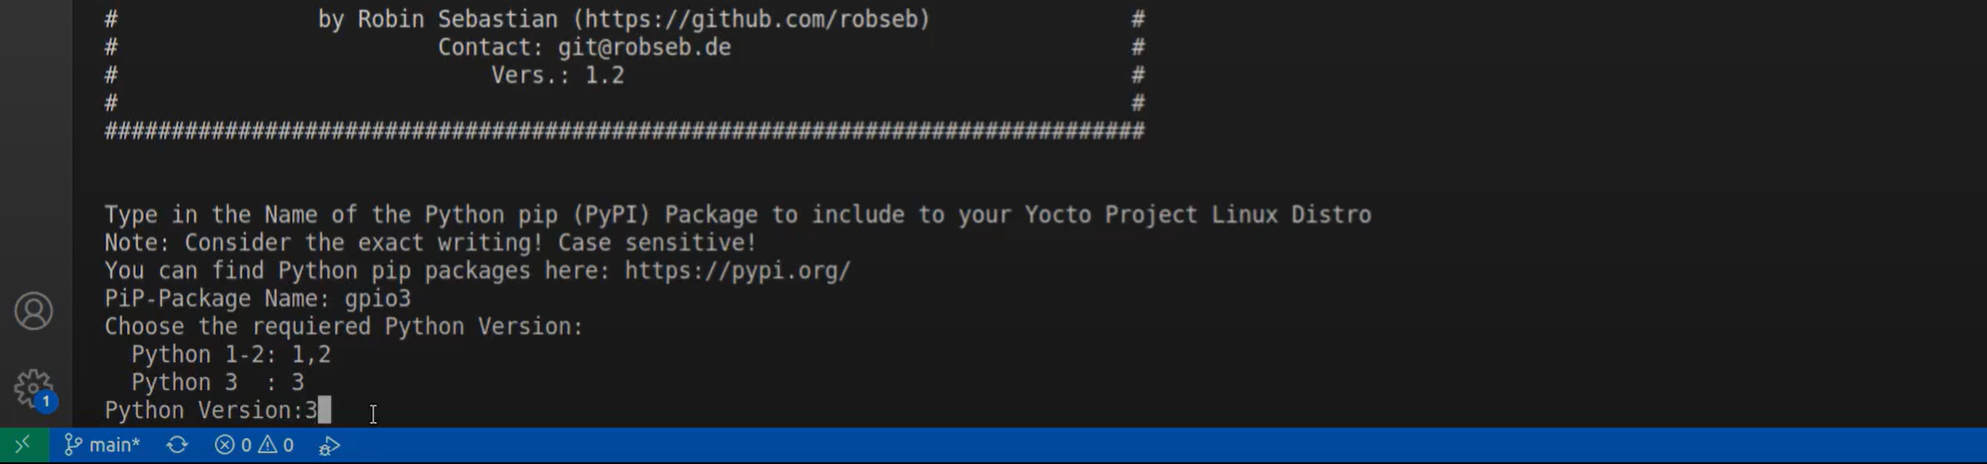 # by Robin Sebastian (https://github.com/robseb) #
# Contact: git@robseb.de #
# Vers.: 1.2 #
# #
##############################################################################
Type in the Name of the Python pip (PyPI) Package to include to your Yocto Project Linux Distro
Note: Consider the exact writing! Case sensitive!
You can find Python pip packages here: https://pypi.org/
PiP-Package Name: gpio3
Choose the requiered Python Version:
Python 1-2: 1,2
Python 3 : 3
Python Version:3
1
main* 0 0